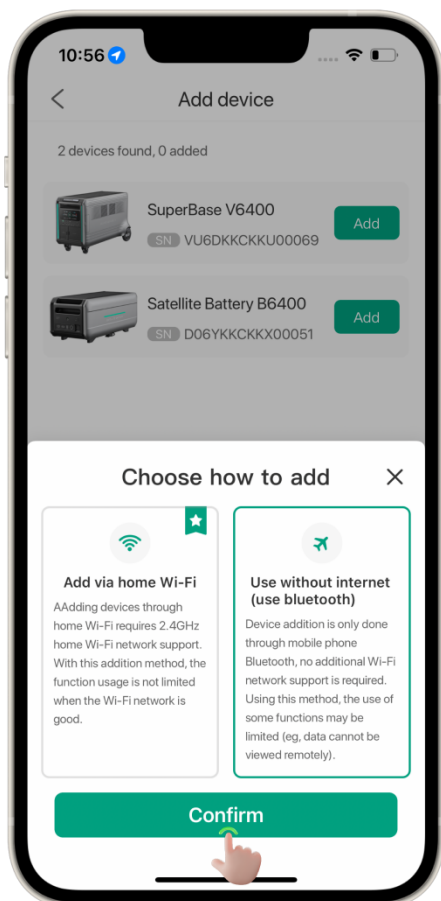 10:56
Add device
2 devices found, 0 added
SuperBase V6400
SN VU6DKKCKKU00069
Add
Satellite Battery B6400
SN D06YKKCKKX00051
Add
Choose how to add
Add via home Wi-Fi
AAdding devices through
home Wi-Fi requires 2.4GHz
home Wi-Fi network support.
With this addition method, the
function usage is not limited
when the Wi-Fi network is
good.
Use without internet
(use bluetooth)
Device addition is only done
through mobile phone
Bluetooth, no additional Wi-Fi
network support is required.
Using this method, the use of
some functions may be
limited (eg, data cannot be
viewed remotely).
Confirm